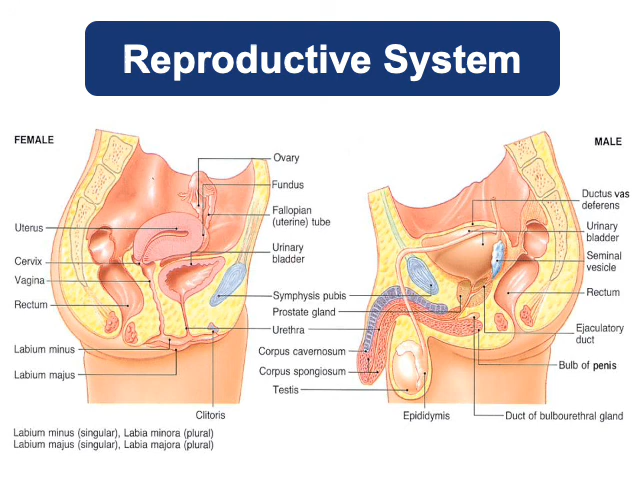 Reproductive System
FEMALE
MALE
Ovary
Fundus
Fallopian
(uterine) tube
Urinary
bladder
Uterus
Cervix
Vagina
Rectum
Labium minus
Labium majus
Symphysis pubis
Prostate gland
Urethra
Corpus cavernosum
Corpus spongiosum
Testis
Clitoris
Ductus vas
deferens
Urinary
bladder
Seminal
vesicle
Rectum
Ejaculatory
duct
Bulb of penis
Epididymis
Duct of bulbourethral gland
Labium minus (singular), Labia minora (plural)
Labium majus (singular), Labia majora (plural)